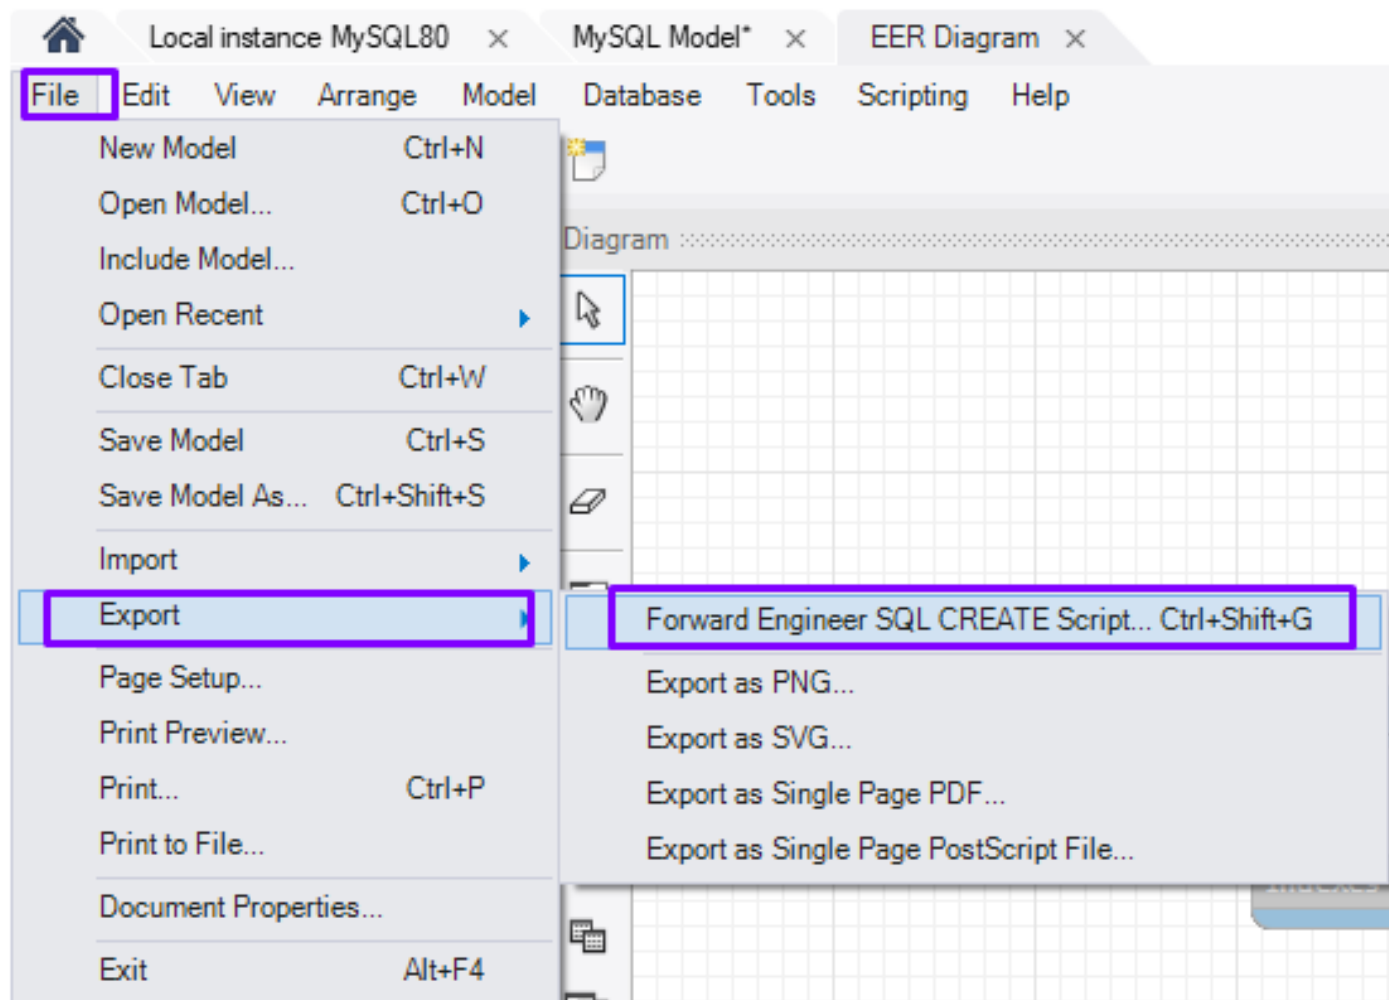 Local instance MySQL80 × MySQL Model* × EER Diagram ×
File Edit View Arrange Model Database Tools Scripting Help
New Model Ctrl+N
Open Model... Ctrl+O
Include Model...
Open Recent
Close Tab Ctrl+W
Save Model Ctrl+S
Save Model As... Ctrl+Shift+S
Import
Export
Page Setup...
Print Preview...
Print... Ctrl+P
Print to File...
Document Properties...
Exit Alt+F4
Diagram
Forward Engineer SQL CREATE Script... Ctrl+Shift+G
Export as PNG...
Export as SVG...
Export as Single Page PDF...
Export as Single Page PostScript File...
Indexes